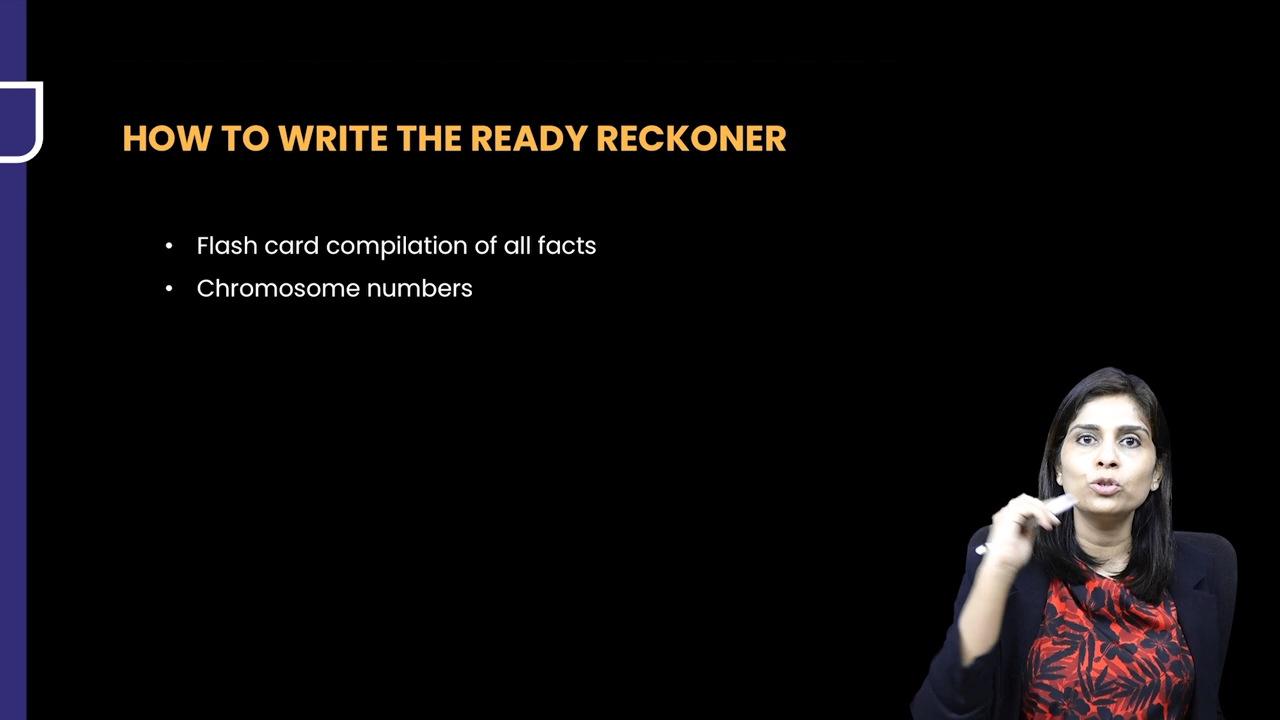 HOW TO WRITE THE READY RECKONER
• Flash card compilation of all facts
• Chromosome numbers